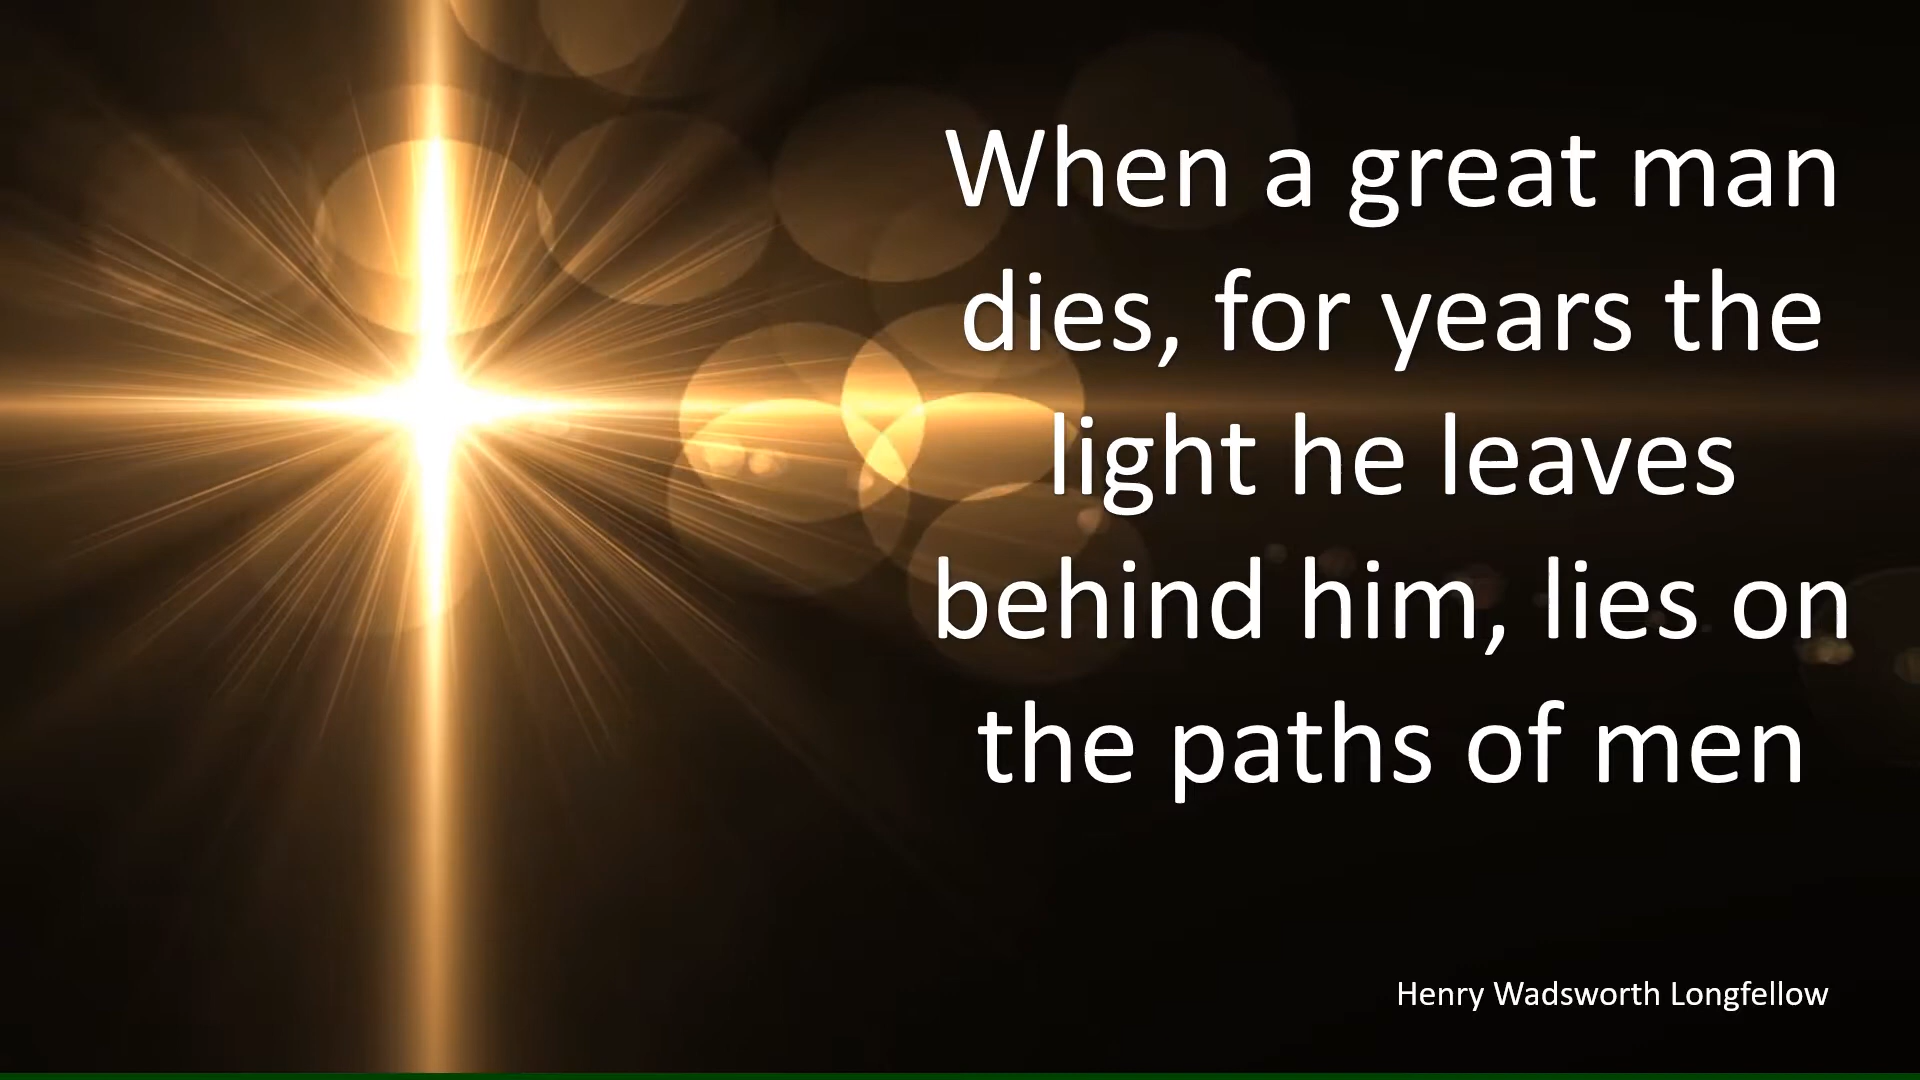 When a great man
dies, for years the
light he leaves
behind him, lies on
the paths of men
Henry Wadsworth Longfellow